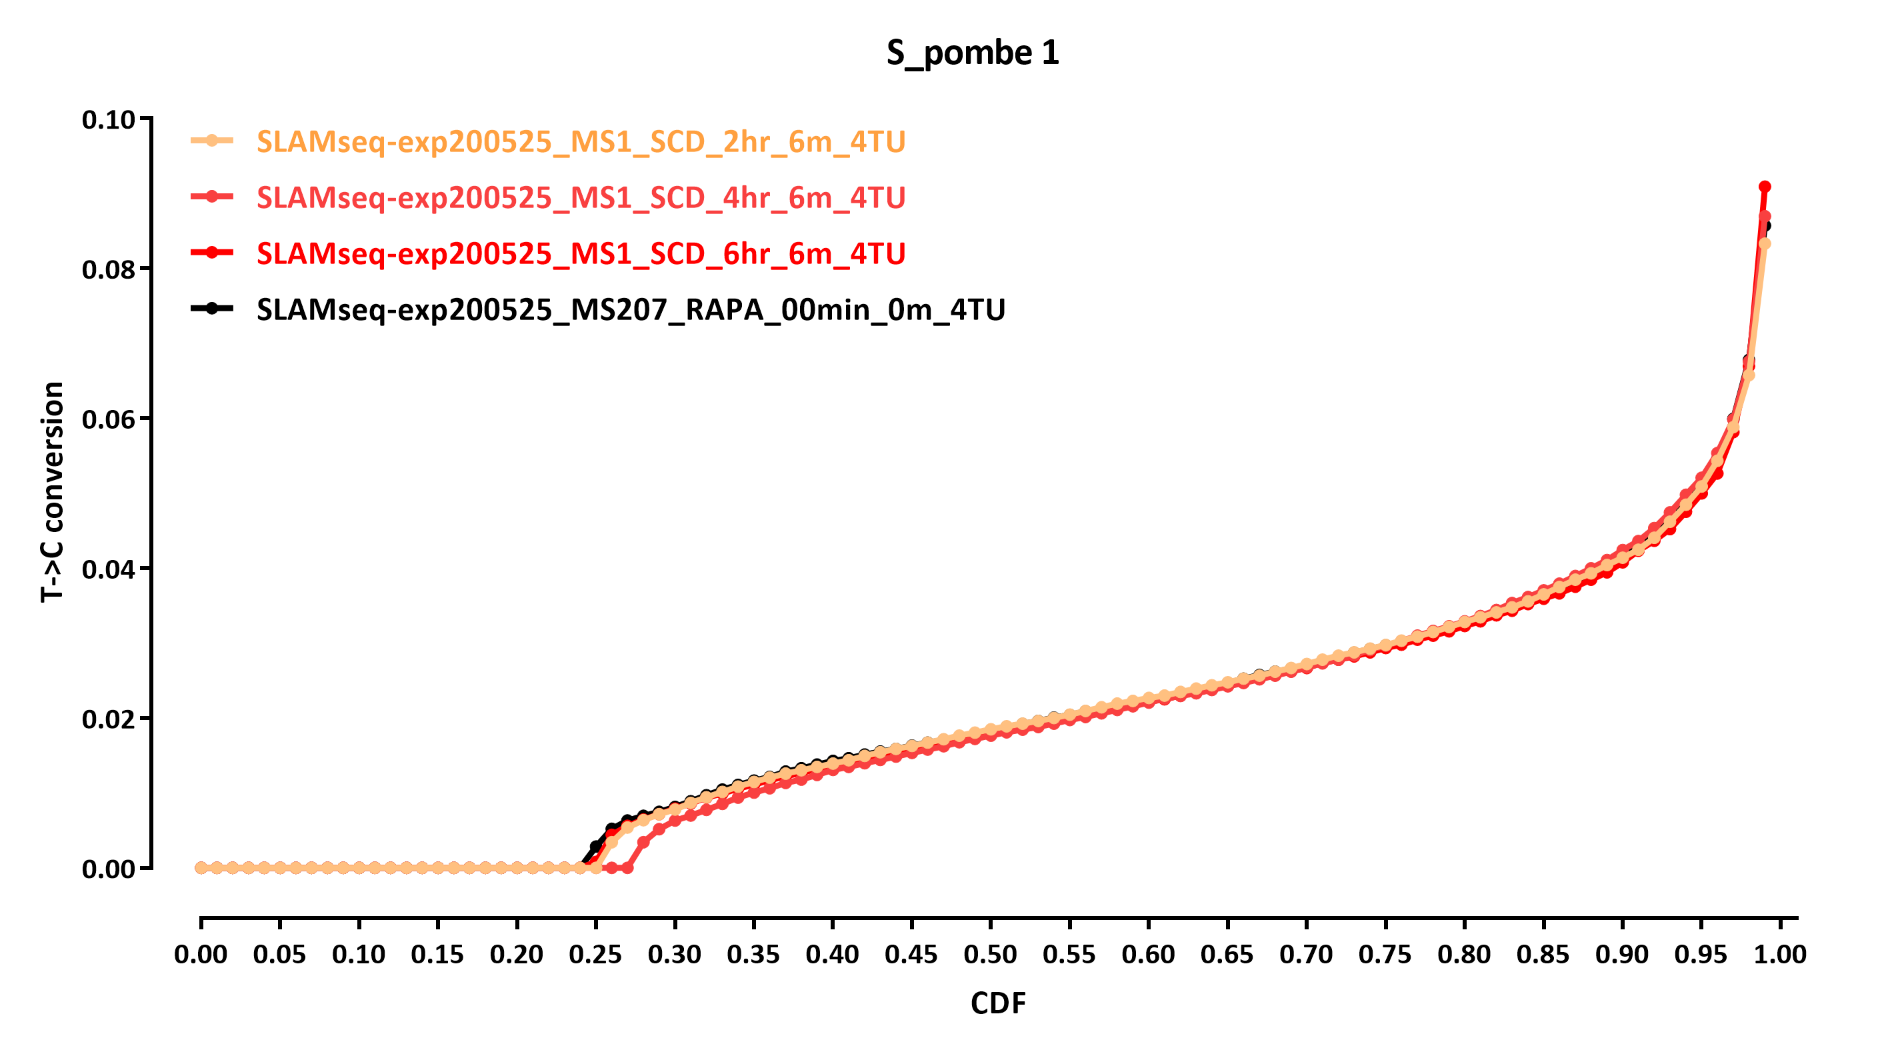 S_pombe 1
0.10
0.08
0.06
0.04
0.02
0.00
T->C conversion
SLAMseq-exp200525_MS1_SCD_2hr_6m_4TU
SLAMseq-exp200525_MS1_SCD_4hr_6m_4TU
SLAMseq-exp200525_MS1_SCD_6hr_6m_4TU
SLAMseq-exp200525_MS207_RAPA_00min_0m_4TU
0.00 0.05 0.10 0.15 0.20 0.25 0.30 0.35 0.40 0.45 0.50 0.55 0.60 0.65 0.70 0.75 0.80 0.85 0.90 0.95 1.00
CDF